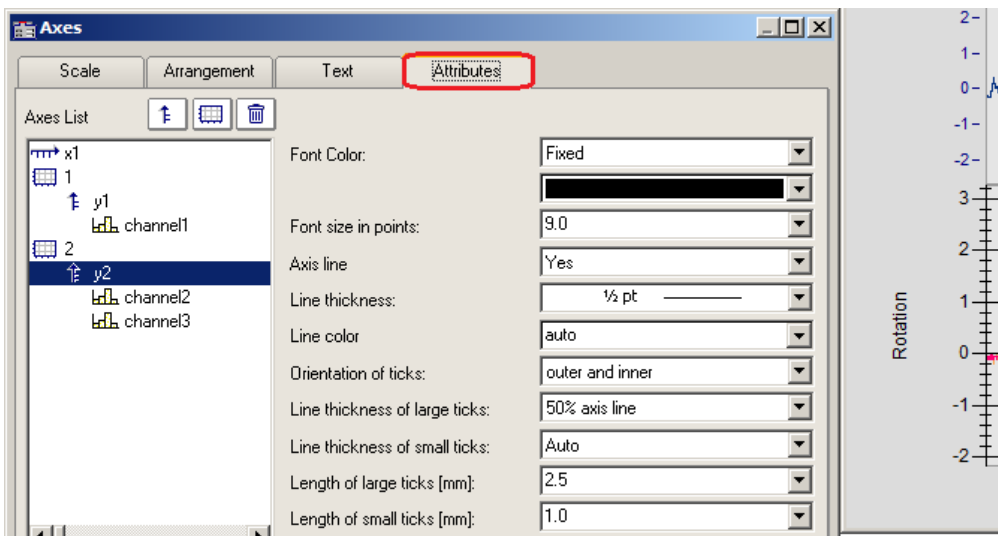 Axes
Scale
Arrangement
Text
Attributes
Axes List
x1
1
y1
channel1
2
y2
channel2
channel3
Font Color:
Fixed
Font size in points:
9.0
Axis line
Yes
Line thickness:
½ pt
Line color
auto
Orientation of ticks:
outer and inner
Line thickness of large ticks:
50% axis line
Line thickness of small ticks:
Auto
Length of large ticks [mm]:
2.5
Length of small ticks [mm]:
1.0
2
1
0
-1
-2
3
2
1
0
-1
-2
Rotation